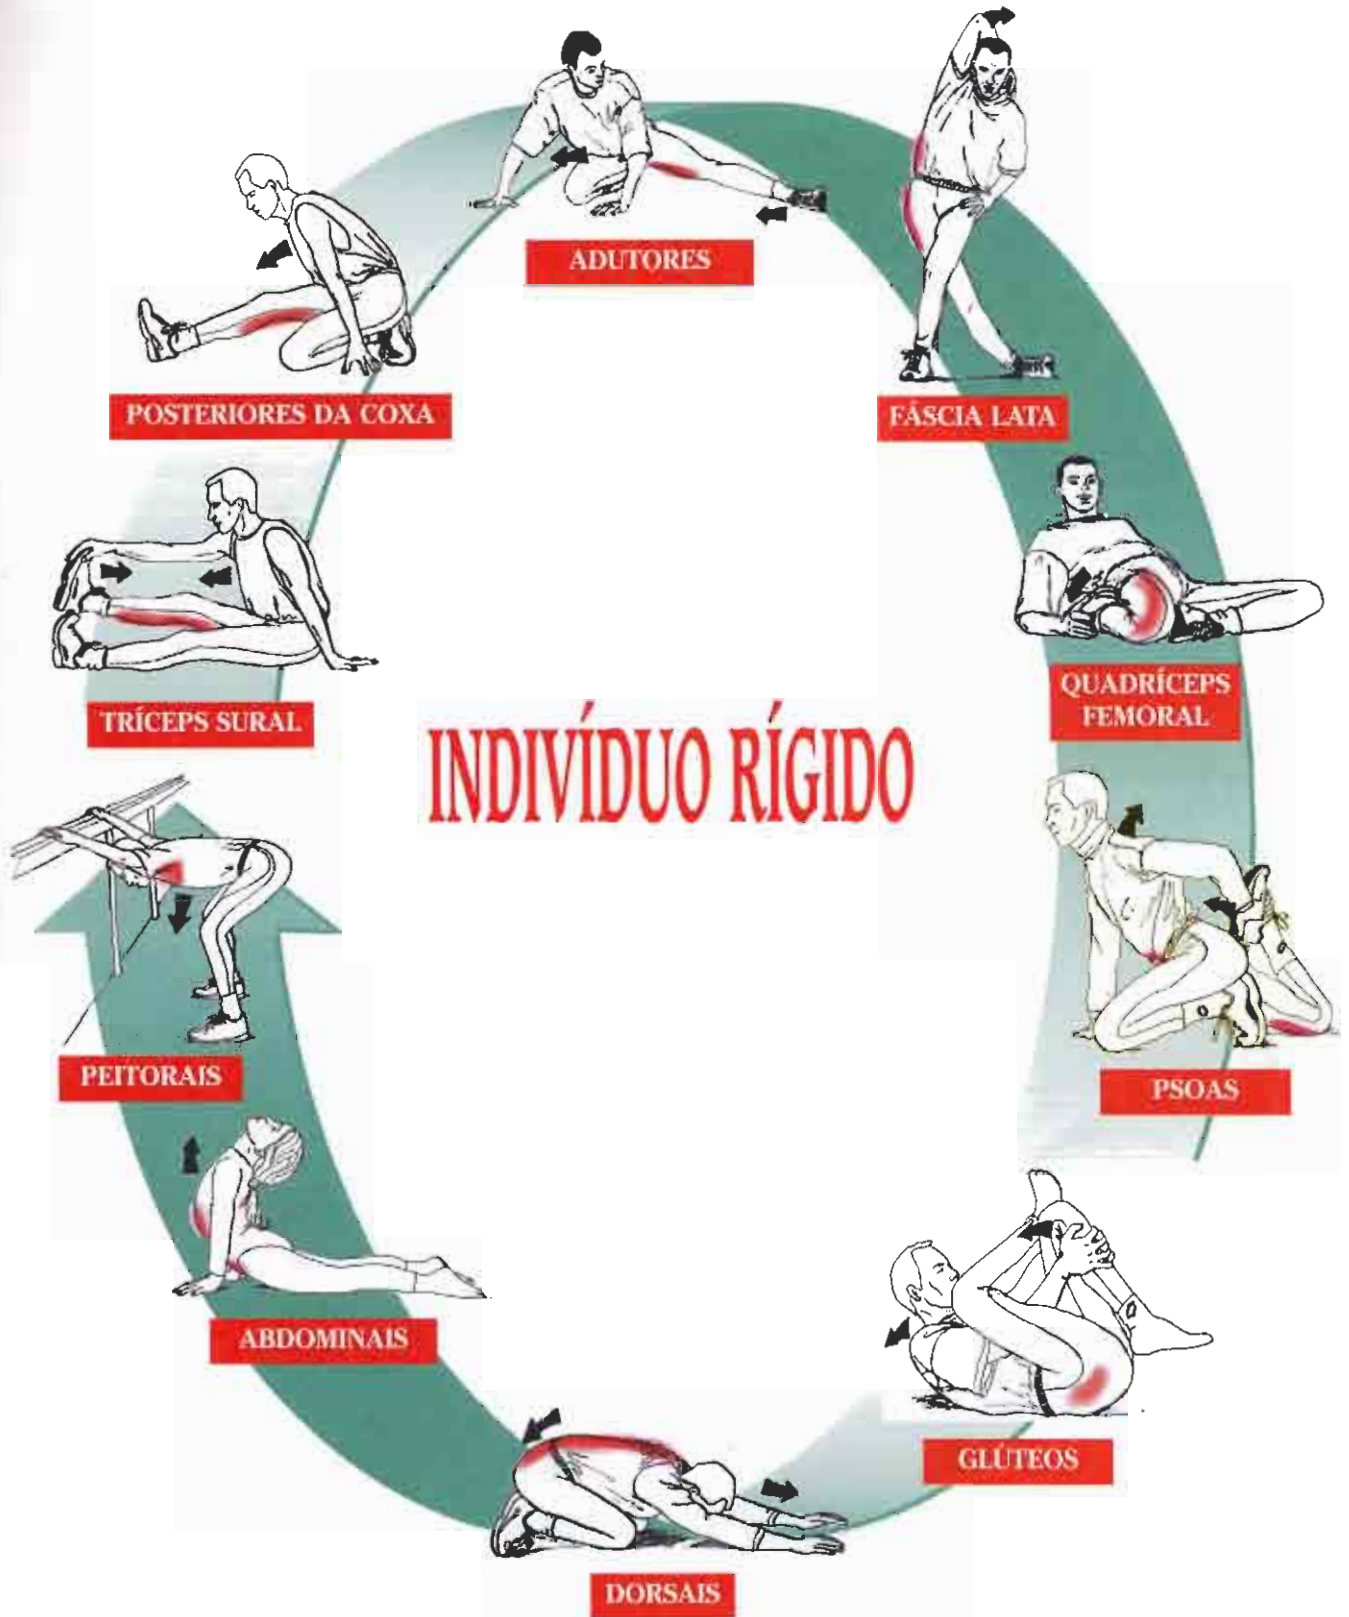 ADUTORES
FÁSCIA LATA
POSTERIORES DA COXA
QUADRÍCEPS
FEMORAL
TRÍCEPS SURAL
INDIVÍDUO RÍGIDO
PEITORAIS
PSOAS
ABDOMINAIS
GLÚTEOS
DORSAIS